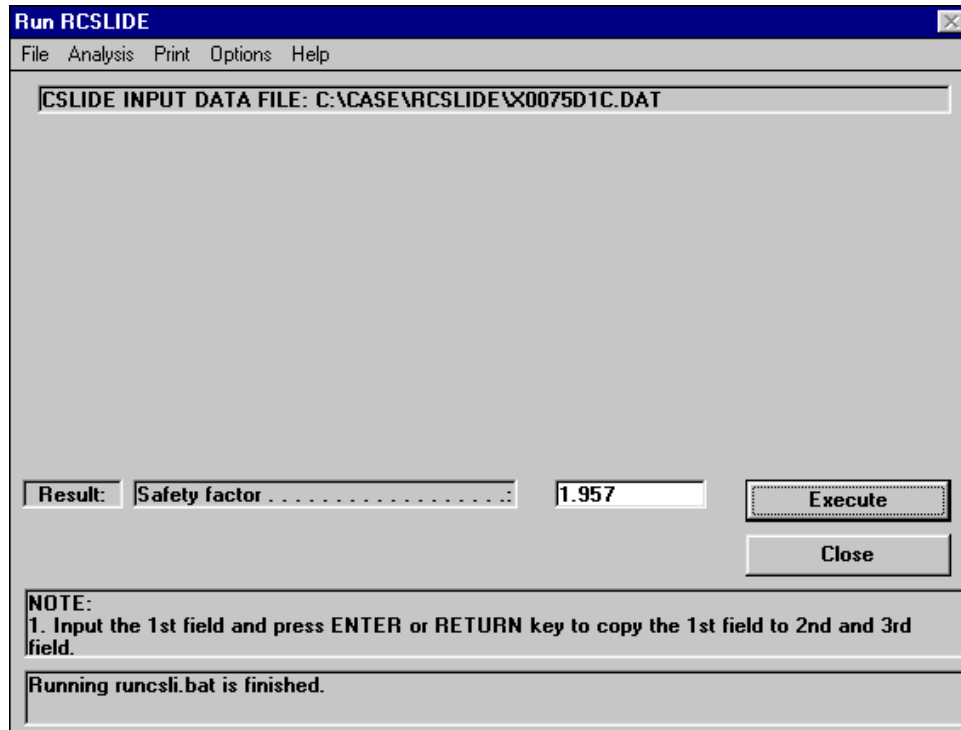 Run RCSLIDE
File Analysis Print Options Help
CSLIDE INPUT DATA FILE: C:\CASE\RCSLIDE\X0075D1C.DAT
Result: Safety factor . . . . . . . . . . . . . . . . . .: 1.957 Execute
Close
NOTE:
1. Input the 1st field and press ENTER or RETURN key to copy the 1st field to 2nd and 3rd
field.
Running runcsli.bat is finished.